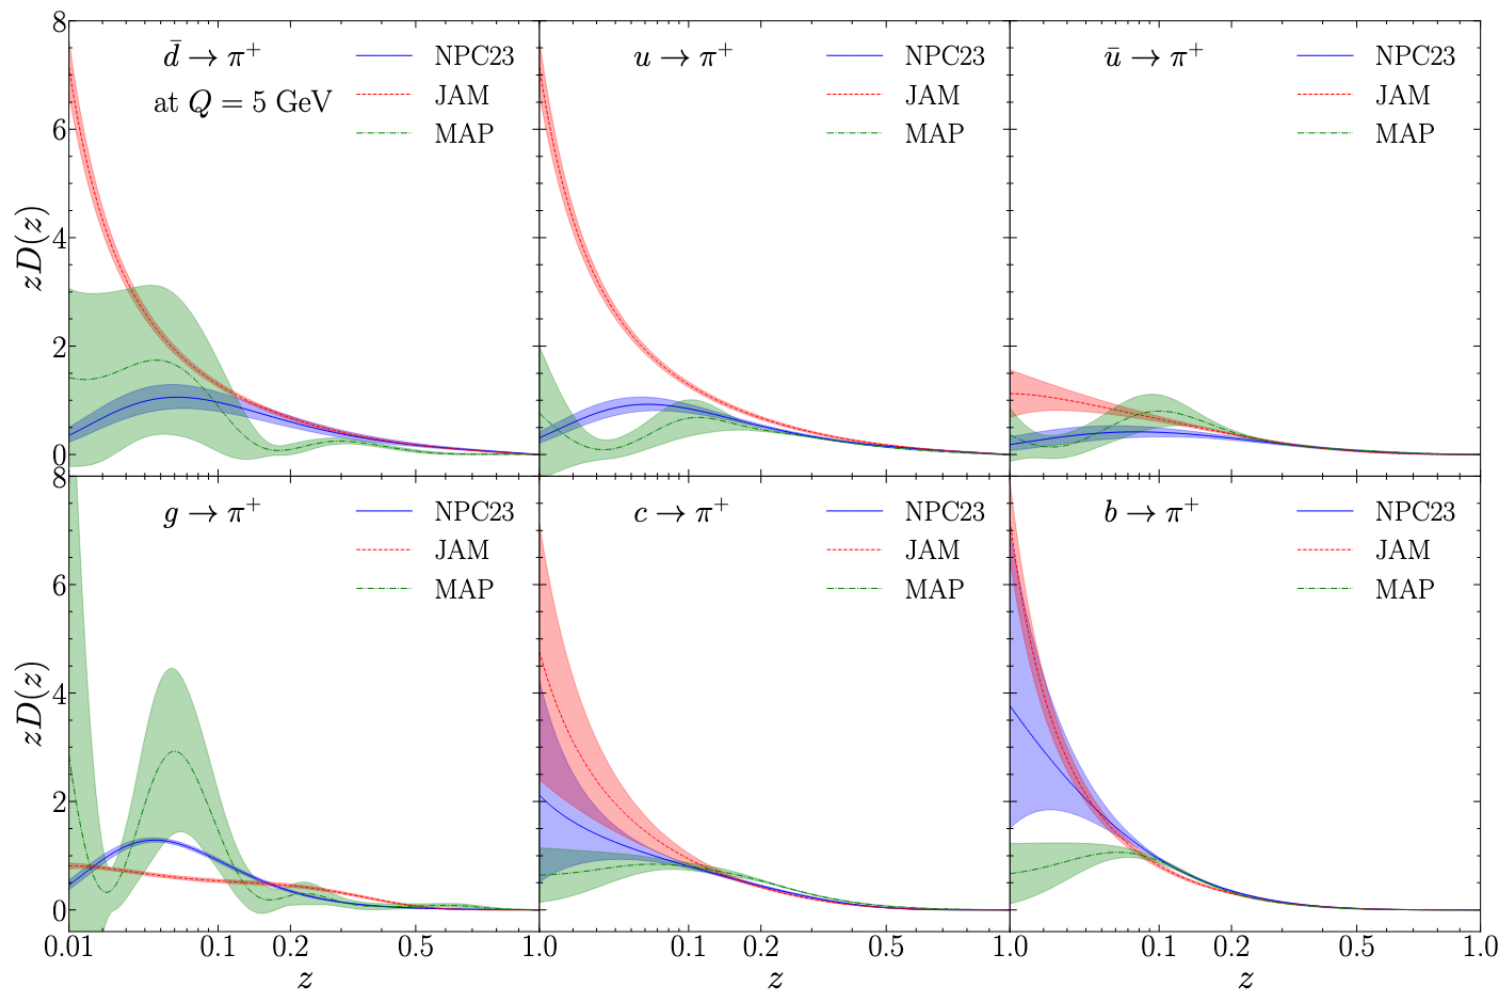 8
6
4
2
0
zD(z)
d̄ → π⁺
at Q = 5 GeV
NPC23
JAM
MAP
u → π⁺
NPC23
JAM
MAP
ū → π⁺
NPC23
JAM
MAP
8
6
4
2
0
zD(z)
g → π⁺
NPC23
JAM
MAP
c → π⁺
NPC23
JAM
MAP
b → π⁺
NPC23
JAM
MAP
0.01 0.1 0.2 0.5 1.0 0.1 0.2 0.5 1.0 0.1 0.2 0.5 1.0
z z z